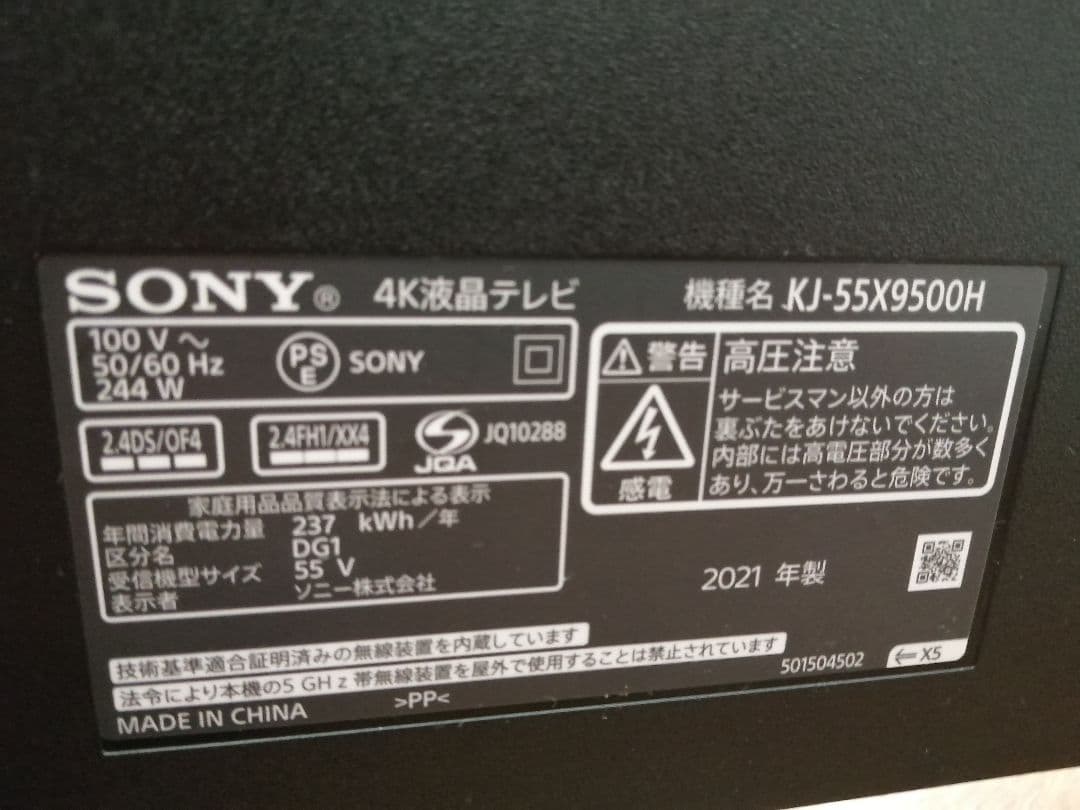 SONY® 4K液晶テレビ 機種名 KJ-55X9500H
100 V ~
50/60 Hz
244 W
PS
E
SONY
2.4DS/OF4
2.4FH1/XX4
JQA
JQ10288
警告 高圧注意
感電
サービスマン以外の方は
裏ぶたをあけないでください。
内部には高電圧部分が数多く
あり、万一さわると危険です。
家庭用品品質表示法による表示
年間消費電力量 237 kWh/年
区分名 DG1
受信機型サイズ 55 V
表示者 ソニー株式会社
2021 年製
技術基準適合証明済みの無線装置を内蔵しています
法令により本機の5 GHz帯無線装置を屋外で使用することは禁止されています
501504502
⇐X5
MADE IN CHINA >PP<